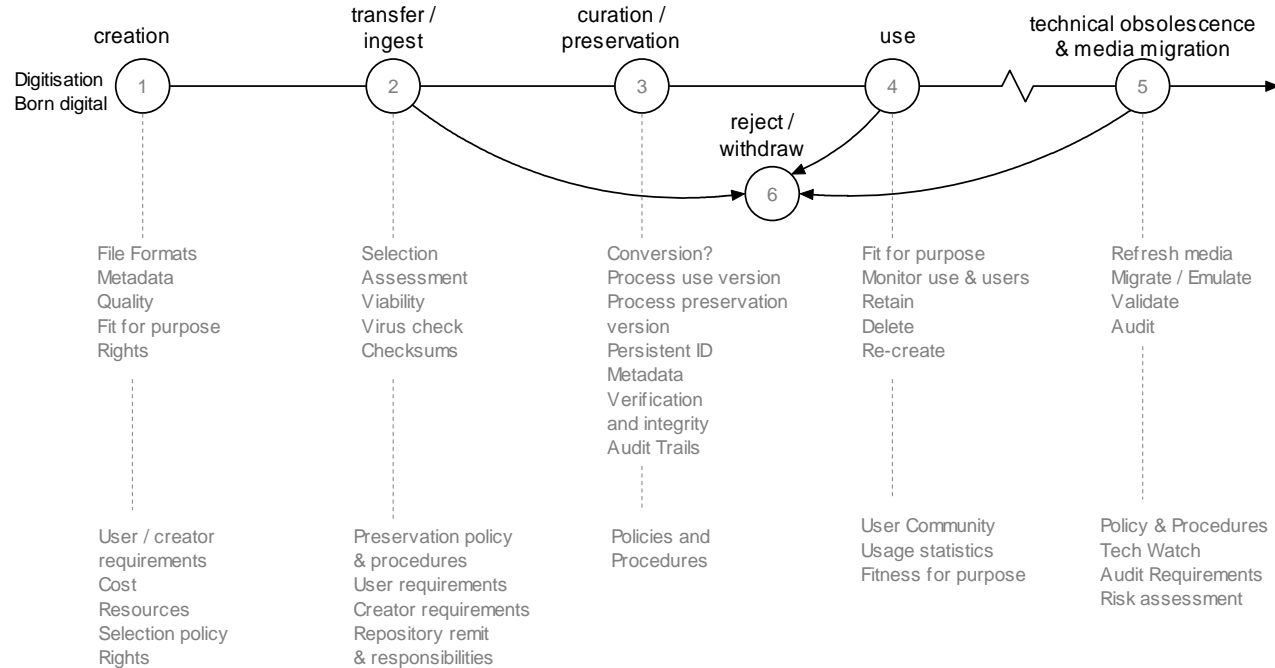 creation
transfer /
ingest
curation /
preservation
use
technical obsolescence
& media migration
Digitisation
Born digital
1
2
3
4
5
reject /
withdraw
6
File Formats
Metadata
Quality
Fit for purpose
Rights
Selection
Assessment
Viability
Virus check
Checksums
Conversion?
Process use version
Process preservation
version
Persistent ID
Metadata
Verification
and integrity
Audit Trails
Fit for purpose
Monitor use & users
Retain
Delete
Re-create
Refresh media
Migrate / Emulate
Validate
Audit
User / creator
requirements
Cost
Resources
Selection policy
Rights
Preservation policy
& procedures
User requirements
Creator requirements
Repository remit
& responsibilities
Policies and
Procedures
User Community
Usage statistics
Fitness for purpose
Policy & Procedures
Tech Watch
Audit Requirements
Risk assessment